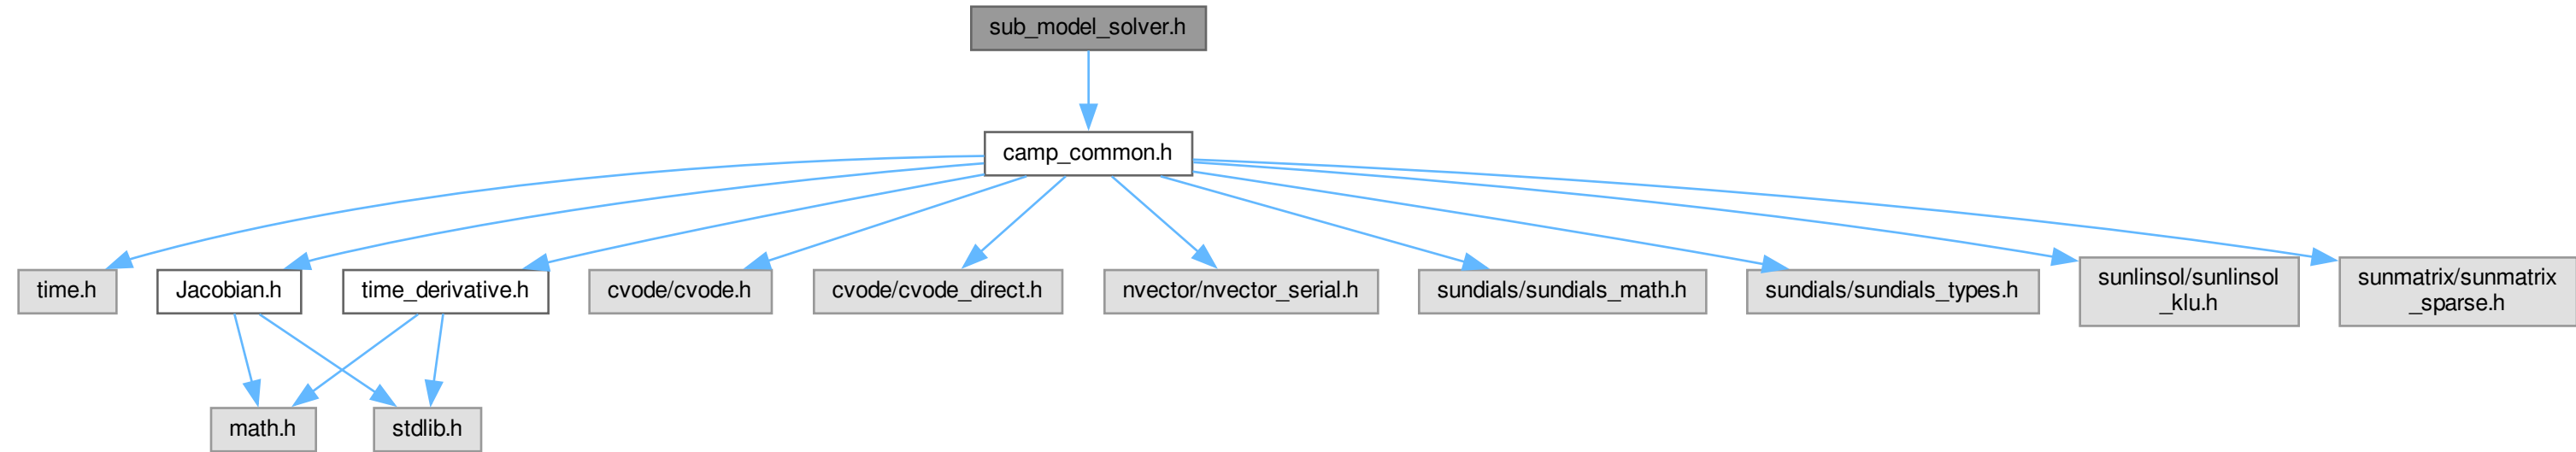 sub_model_solver.h
camp_common.h
time.h
Jacobian.h
time_derivative.h
cvode/cvode.h
cvode/cvode_direct.h
nvector/nvector_serial.h
sundials/sundials_math.h
sundials/sundials_types.h
sunlinsol/sunlinsol
_klu.h
sunmatrix/sunmatrix
_sparse.h
math.h
stdlib.h